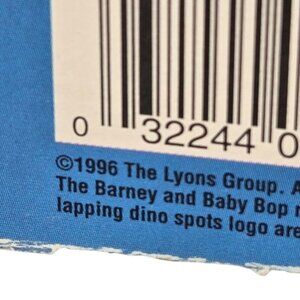 0 32244 0
©1996 The Lyons Group. A
The Barney and Baby Bop n
lapping dino spots logo are